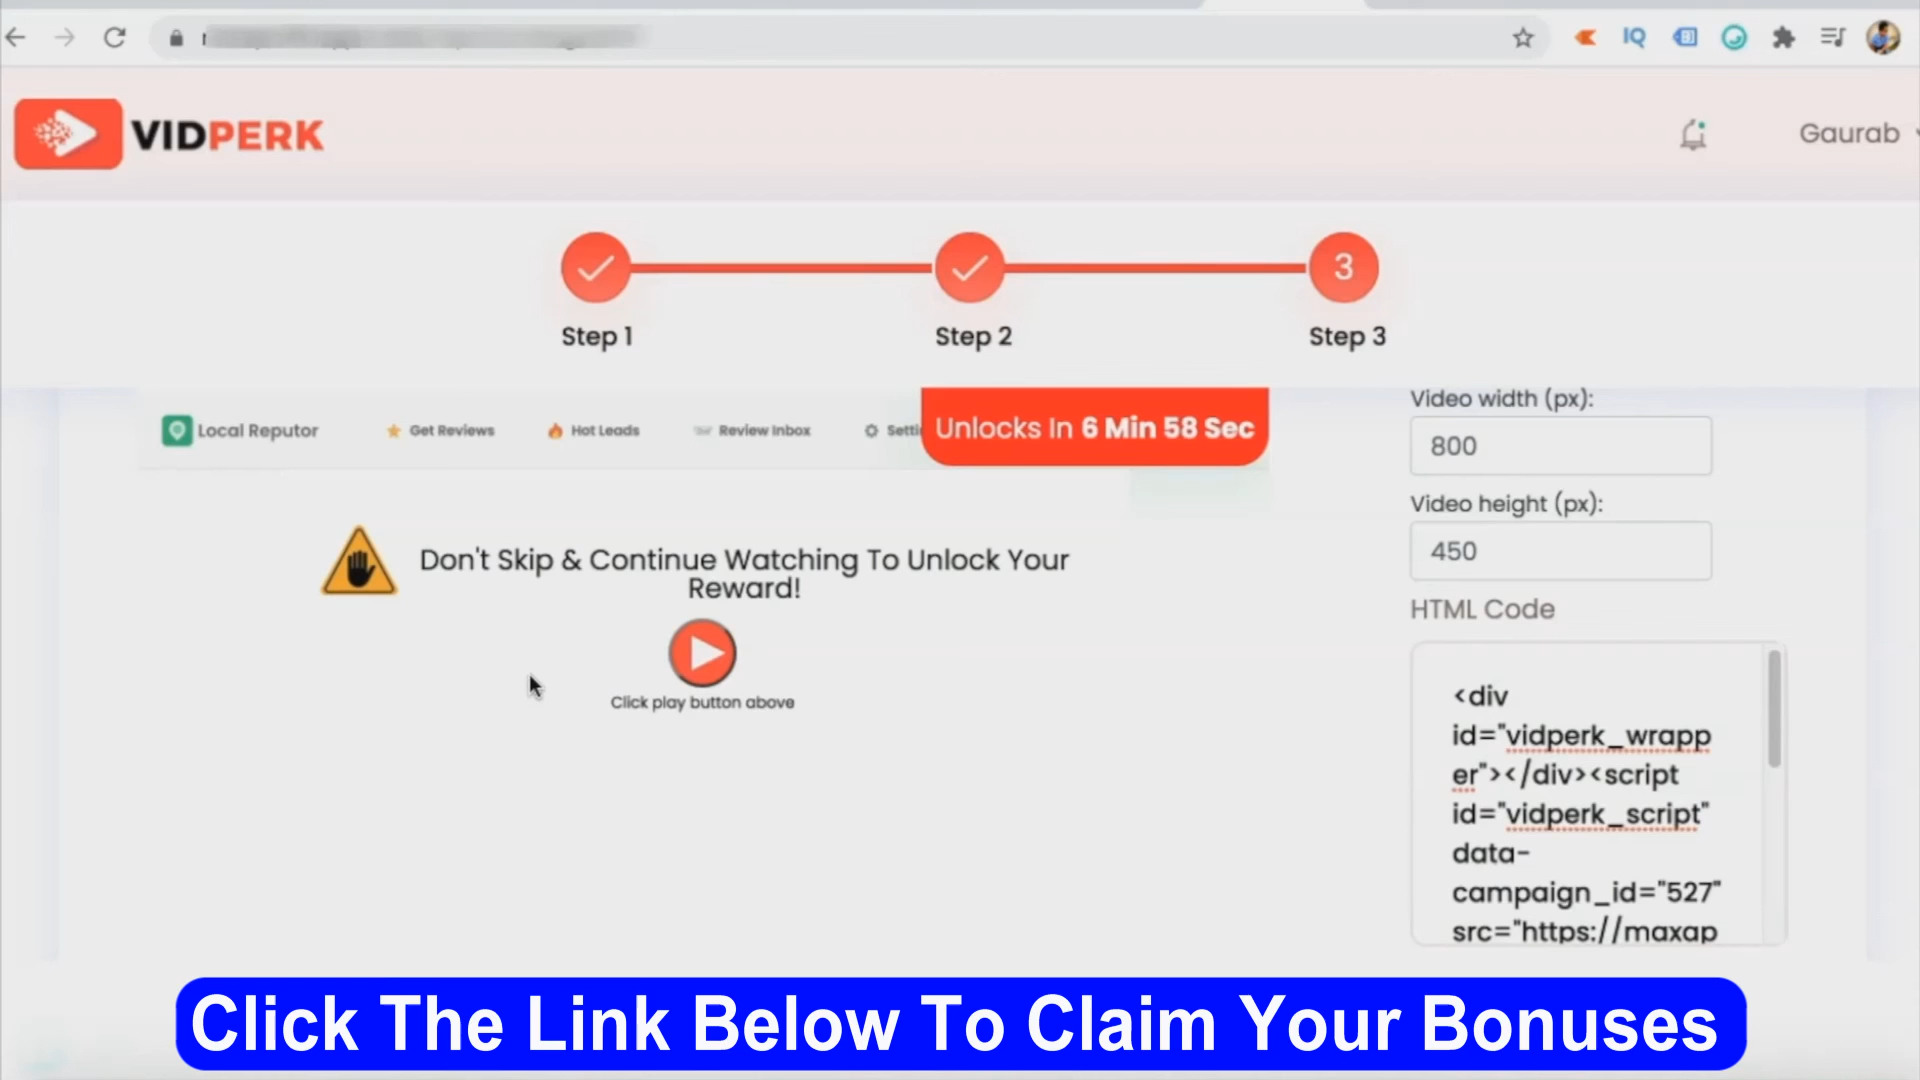 VIDPERK
Gaurab
3
Step 1
Step 2
Step 3
Local Reputor
Get Reviews
Hot Leads
Review Inbox
Setti
Unlocks In 6 Min 58 Sec
Don't Skip & Continue Watching To Unlock Your
Reward!
Click play button above
Video width (px):
800
Video height (px):
450
HTML Code
<div
id="vidperk_wrapp
er"></div><script
id="vidperk_script"
data-
campaign_id="527"
src="https://maxap
Click The Link Below To Claim Your Bonuses